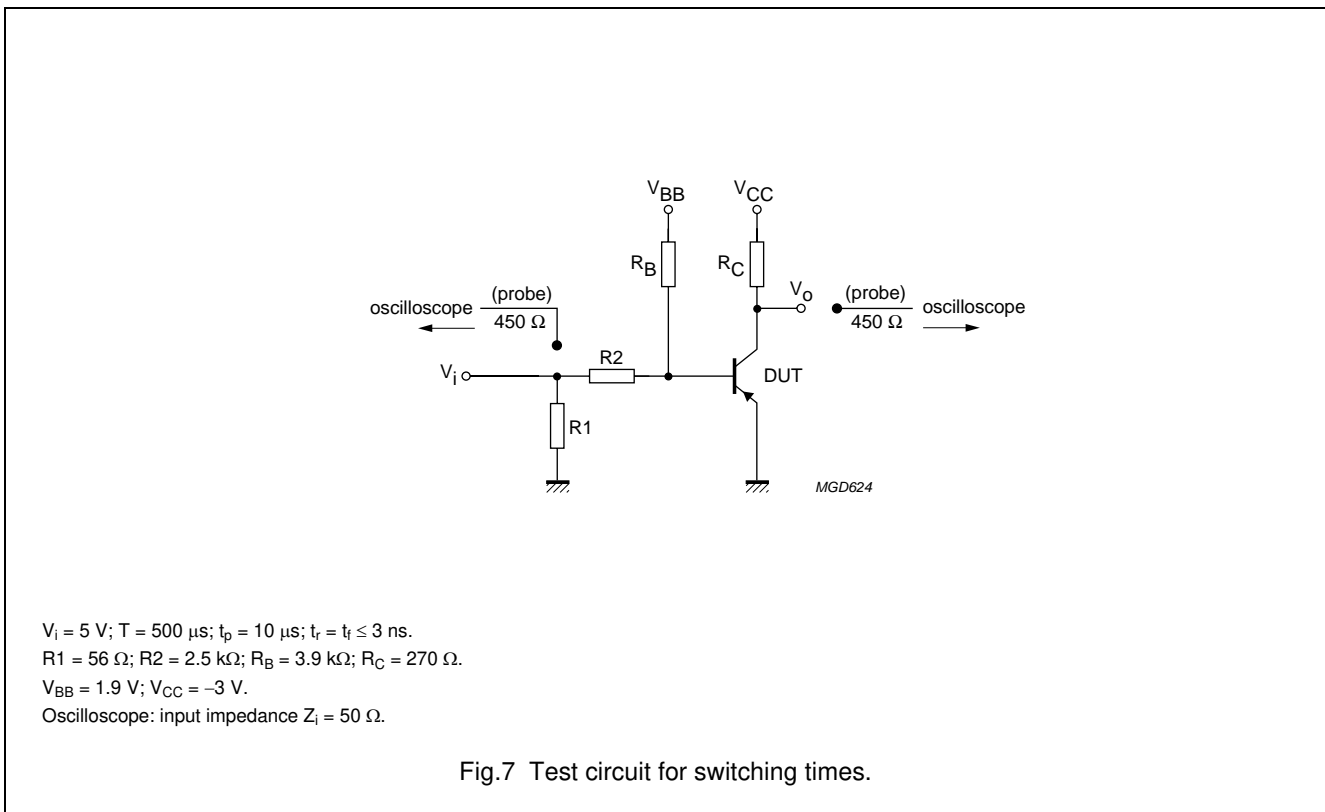 V_BB V_CC
R_B R_C
V_o
(probe) (probe)
oscilloscope oscilloscope
450 Ω 450 Ω
R2
V_i DUT
R1
MGD624
V_i = 5 V; T = 500 μs; t_p = 10 μs; t_r = t_f ≤ 3 ns.
R1 = 56 Ω; R2 = 2.5 kΩ; R_B = 3.9 kΩ; R_C = 270 Ω.
V_BB = 1.9 V; V_CC = −3 V.
Oscilloscope: input impedance Z_i = 50 Ω.
Fig.7 Test circuit for switching times.